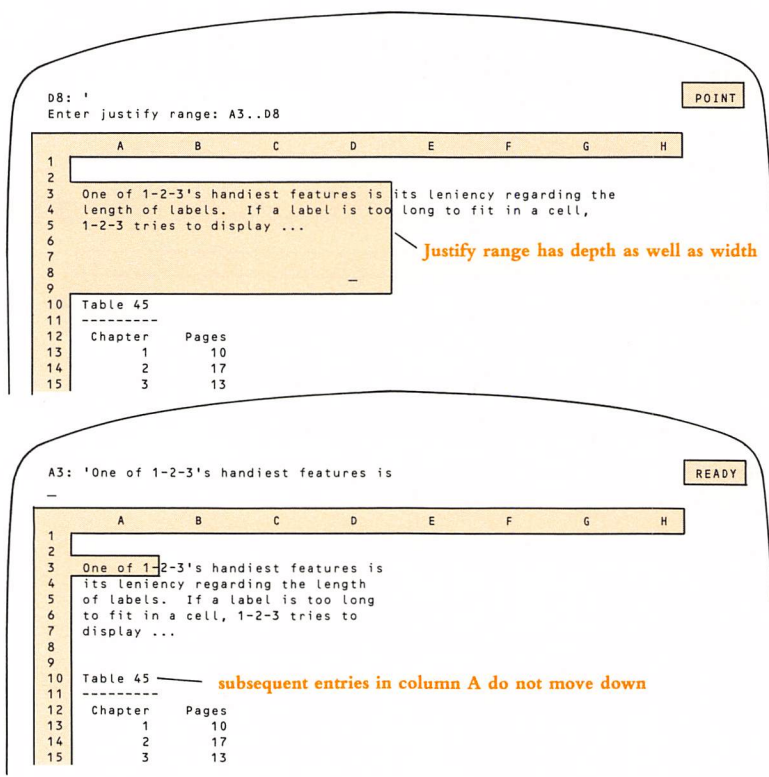 D8: '
POINT
Enter justify range: A3..D8
A B C D E F G H
1
2
3 One of 1-2-3's handiest features is its leniency regarding the
4 length of labels.  If a label is too long to fit in a cell,
5 1-2-3 tries to display ...
6
Justify range has depth as well as width
7
8
9
10 Table 45
11 ---------
12 Chapter Pages
13 1 10
14 2 17
15 3 13
A3: 'One of 1-2-3's handiest features is
READY
A B C D E F G H
1
2
3 One of 1-2-3's handiest features is
4 its leniency regarding the length
5 of labels.  If a label is too long
6 to fit in a cell, 1-2-3 tries to
7 display ...
8
9
10 Table 45
subsequent entries in column A do not move down
11 ---------
12 Chapter Pages
13 1 10
14 2 17
15 3 13